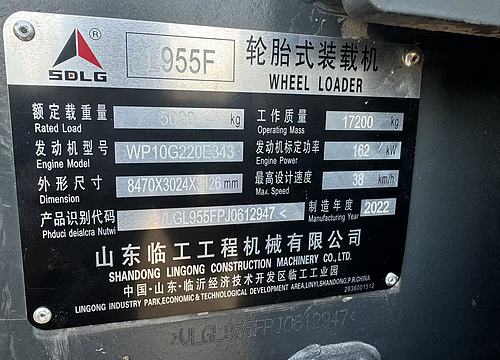 SDLG
®
L955F
轮胎式装载机
WHEEL LOADER
额定载重量 kg
Rated Load
工作质量 17200 kg
Operating Mass
发动机型号 WP10G220E343
Engine Model
发动机标定功率 162 / kW
Engine Power
外形尺寸 8470X3024X3426 mm
Dimension
最高设计速度 38 km/h
Max. Speed
产品识别代码 VLGL955FPJ0612947<
制造年度 2022
Manufacturing Year
山东临工工程机械有限公司
SHANDONG LINGONG CONSTRUCTION MACHINERY CO.,LTD.
中国·山东·临沂经济技术开发区临工工业园
LINGONG INDUSTRY PARK,ECONOMIC & TECHNOLOGICAL DEVELOPMENT AREA,LINYI,SHANDONG,P.R.CHINA
2936001512
>VLGL955FPJ0612947<